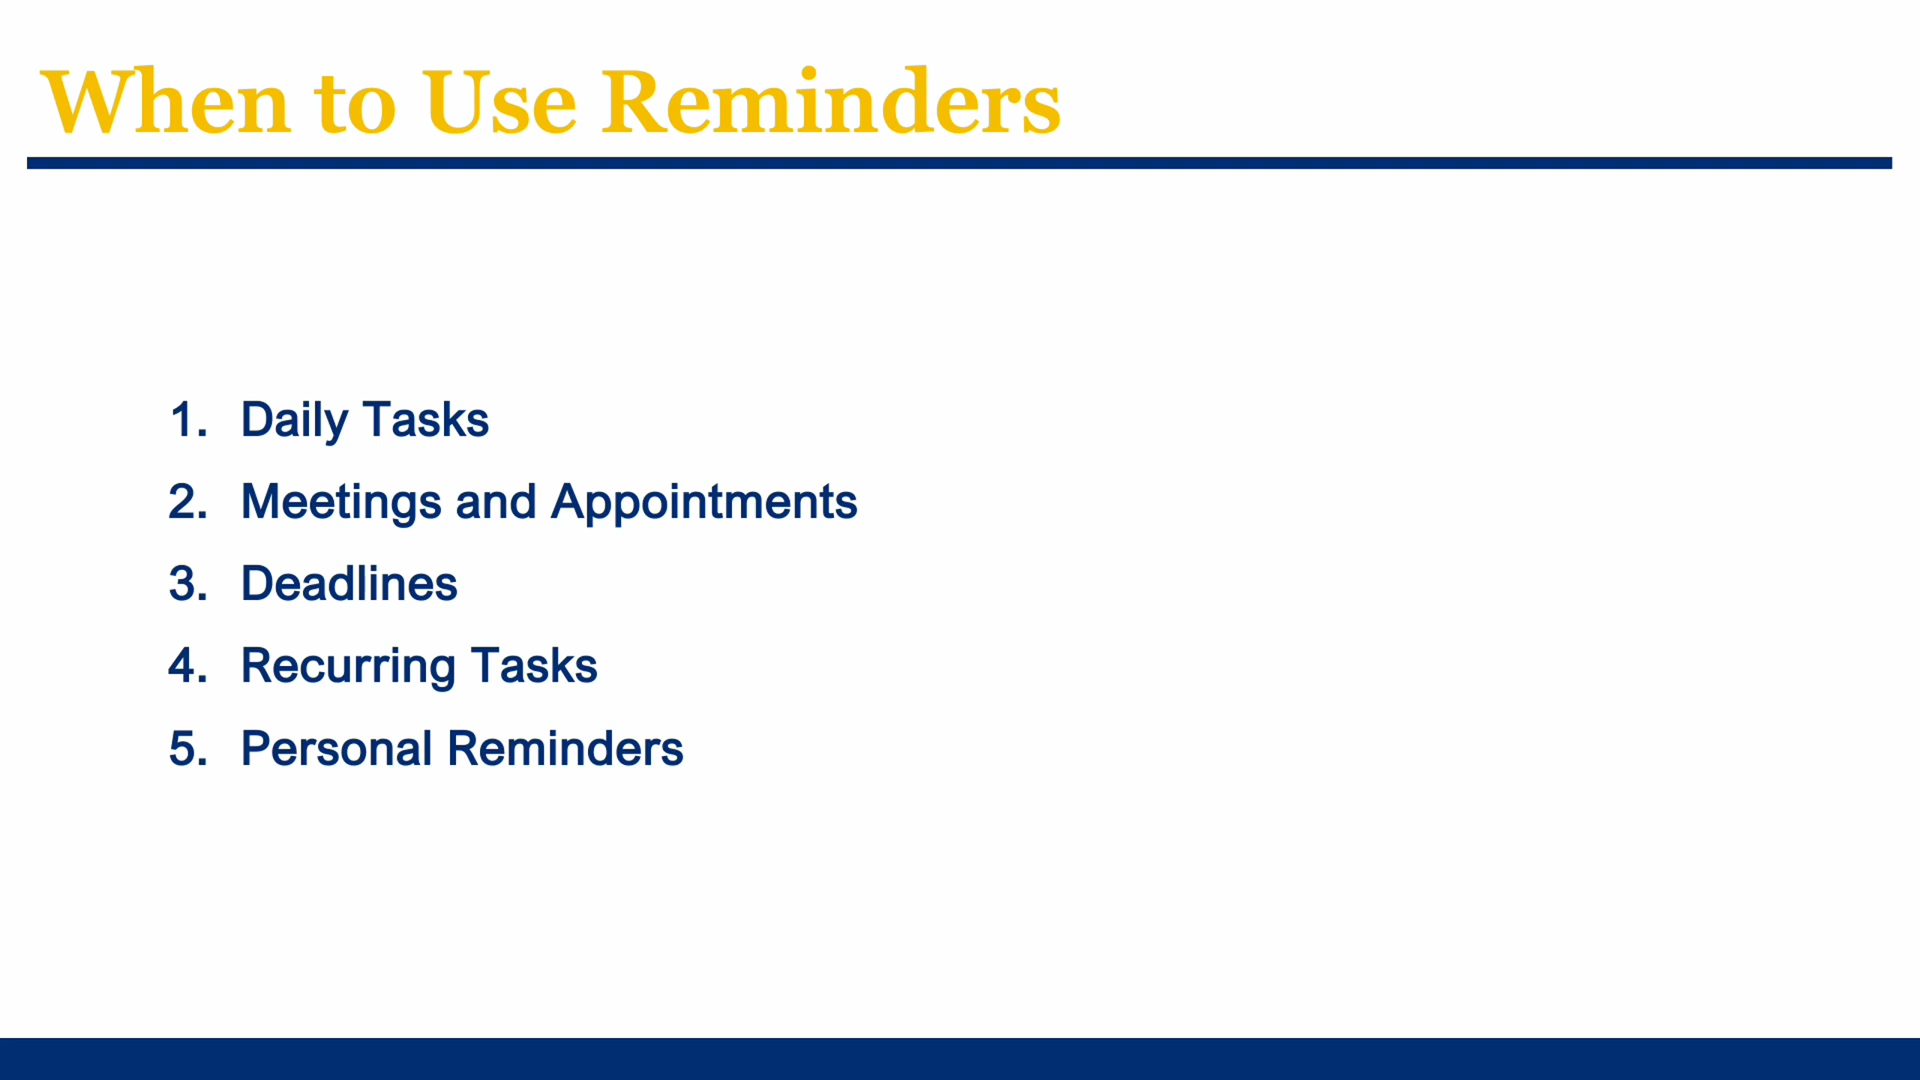 When to Use Reminders
1. Daily Tasks
2. Meetings and Appointments
3. Deadlines
4. Recurring Tasks
5. Personal Reminders